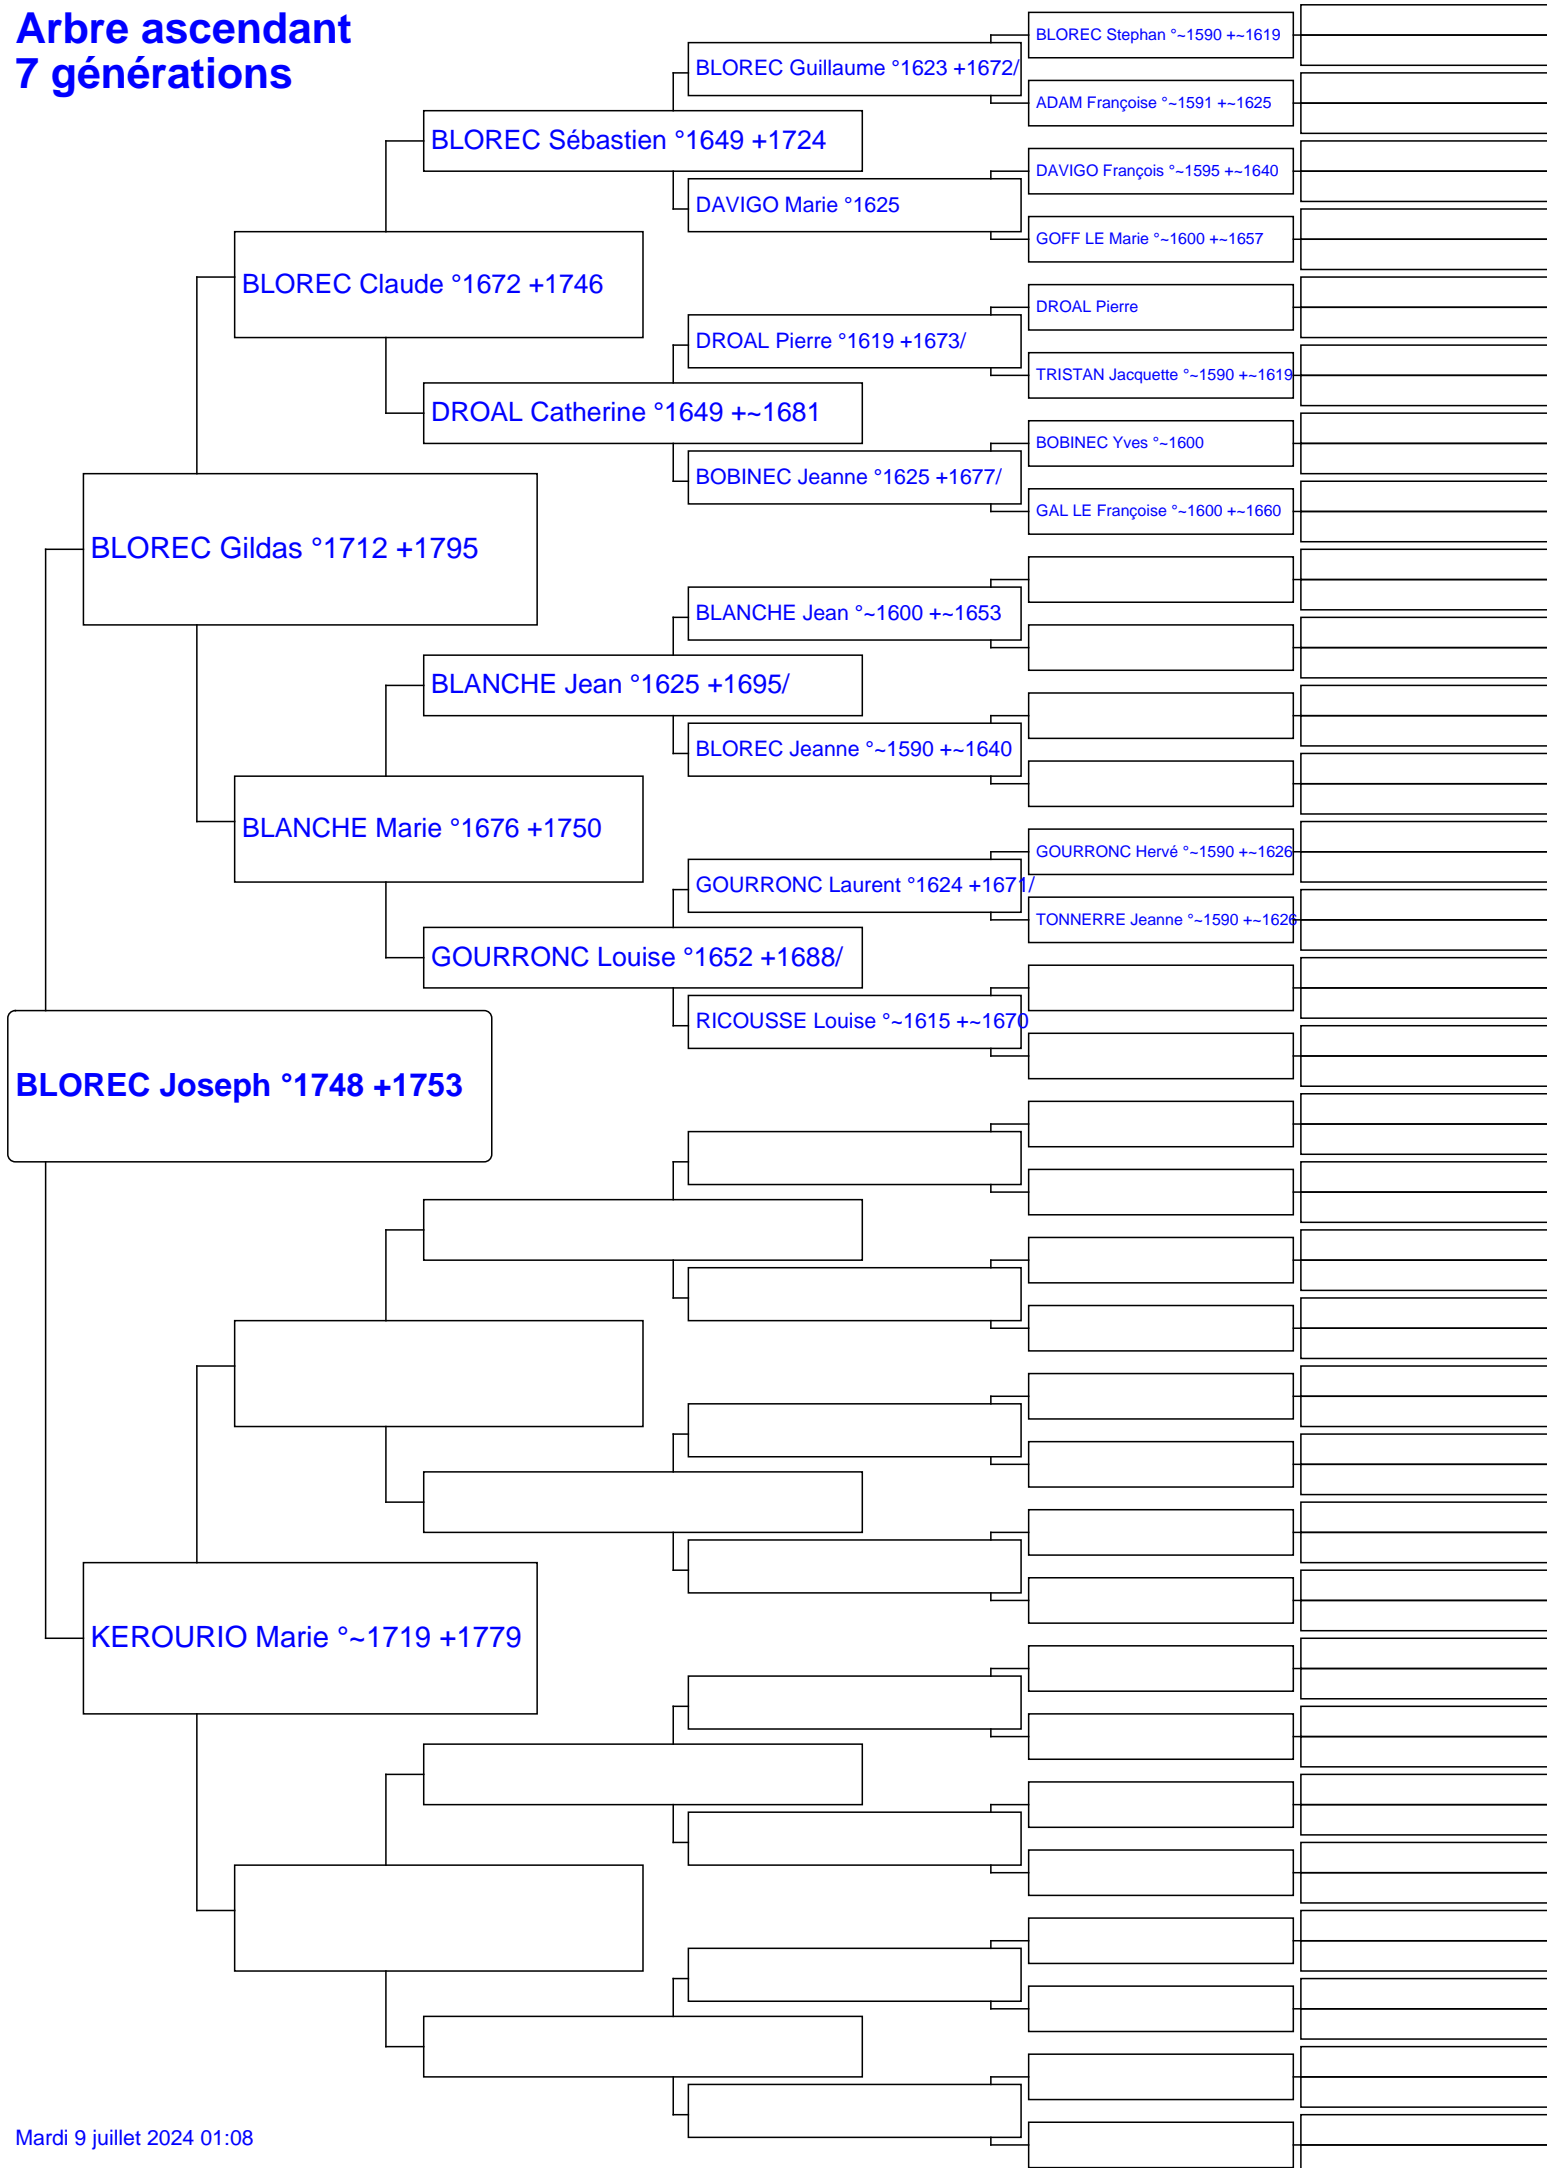 Arbre ascendant
7 générations
BLOREC Stephan °~1590 +~1619
BLOREC Guillaume °1623 +1672/
ADAM Françoise °~1591 +~1625
BLOREC Sébastien °1649 +1724
DAVIGO François °~1595 +~1640
DAVIGO Marie °1625
GOFF LE Marie °~1600 +~1657
BLOREC Claude °1672 +1746
DROAL Pierre
DROAL Pierre °1619 +1673/
TRISTAN Jacquette °~1590 +~1619
DROAL Catherine °1649 +~1681
BOBINEC Yves °~1600
BOBINEC Jeanne °1625 +1677/
GAL LE Françoise °~1600 +~1660
BLOREC Gildas °1712 +1795
BLANCHE Jean °~1600 +~1653
BLANCHE Jean °1625 +1695/
BLOREC Jeanne °~1590 +~1640
BLANCHE Marie °1676 +1750
GOURRONC Hervé °~1590 +~1626
GOURRONC Laurent °1624 +1671/
TONNERRE Jeanne °~1590 +~1626
GOURRONC Louise °1652 +1688/
RICOUSSE Louise °~1615 +~1670
BLOREC Joseph °1748 +1753
KEROURIO Marie °~1719 +1779
Mardi 9 juillet 2024 01:08